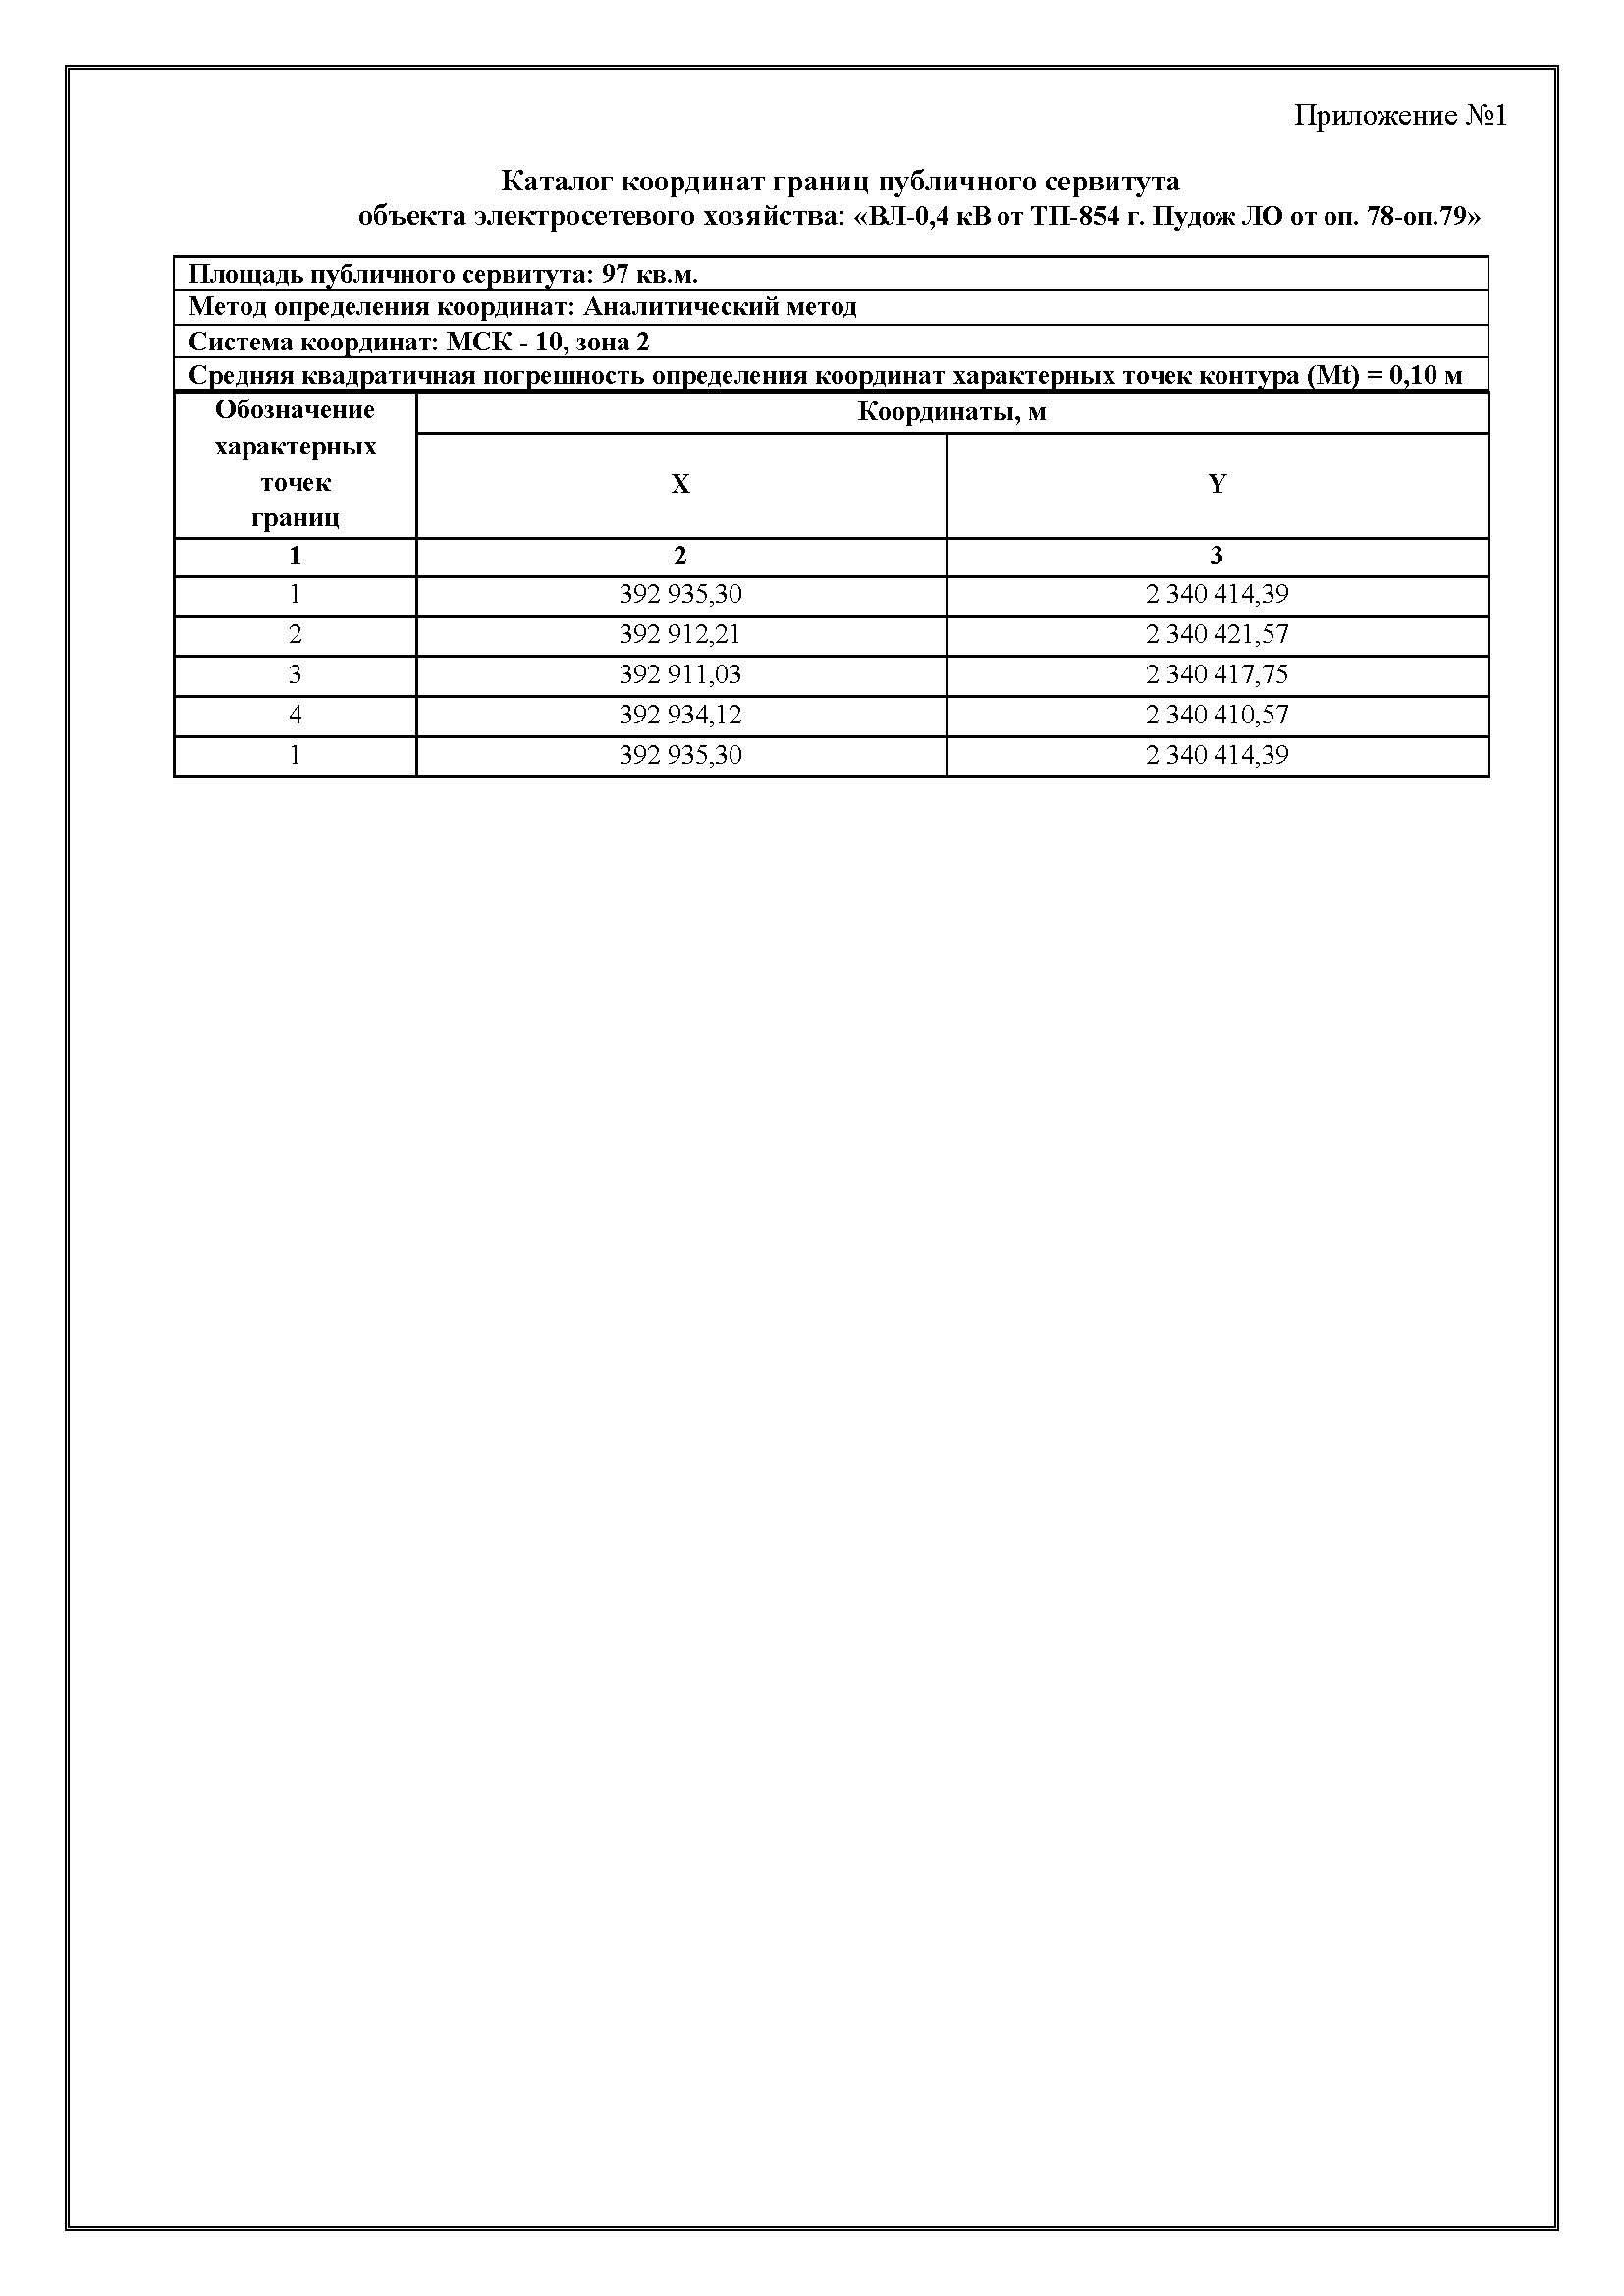 Приложение №1
Каталог координат границ публичного сервитута
объекта электросетевого хозяйства: «ВЛ-0,4 кВ от ТП-854 г. Пудож ЛО от оп. 78-оп.79»
Площадь публичного сервитута: 97 кв.м.
Метод определения координат: Аналитический метод
Система координат: МСК - 10, зона 2
Средняя квадратичная погрешность определения координат характерных точек контура (Mt) = 0,10 м
Обозначение
характерных
точек
границ
Координаты, м
X Y
1 2 3
1 392 935,30 2 340 414,39
2 392 912,21 2 340 421,57
3 392 911,03 2 340 417,75
4 392 934,12 2 340 410,57
1 392 935,30 2 340 414,39